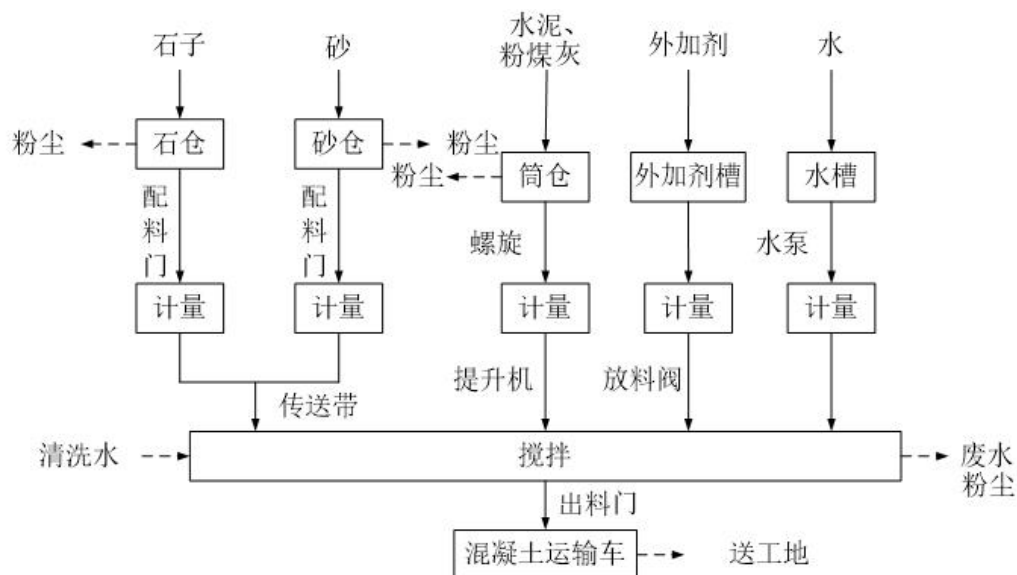 石子
砂
水泥、
粉煤灰
外加剂
水
粉尘
石仓
砂仓
粉尘
粉尘
筒仓
外加剂槽
水槽
配料门
配料门
螺旋
水泵
计量
计量
计量
计量
计量
提升机
放料阀
传送带
清洗水
搅拌
废水
粉尘
出料门
混凝土运输车
送工地